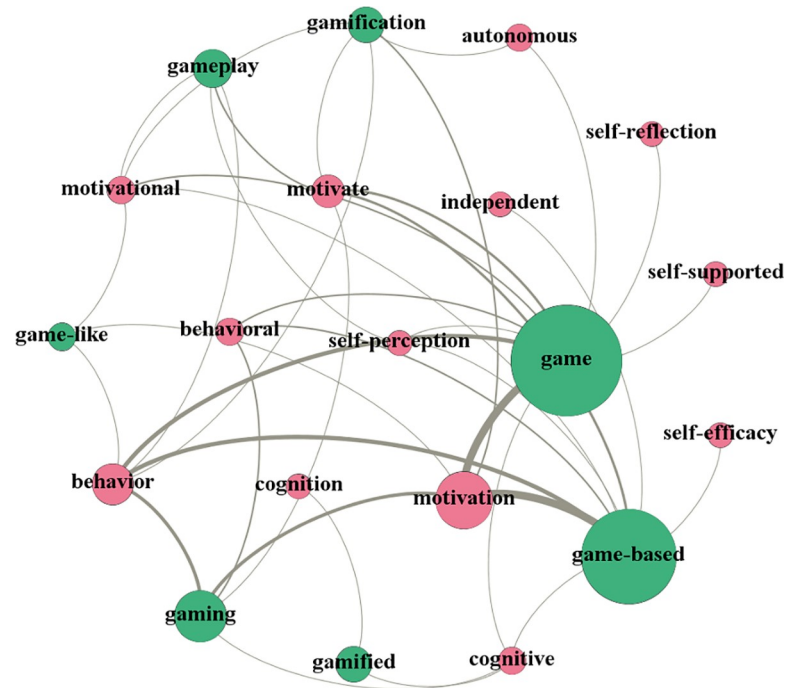 gamification
autonomous
gameplay
self-reflection
motivational
motivate
independent
self-supported
game-like
behavioral
self-perception
game
self-efficacy
behavior
cognition
motivation
game-based
gaming
gamified
cognitive